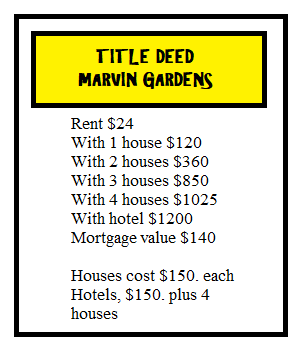 TITLE DEED
MARVIN GARDENS
Rent $24
With 1 house $120
With 2 houses $360
With 3 houses $850
With 4 houses $1025
With hotel $1200
Mortgage value $140
Houses cost $150. each
Hotels, $150. plus 4
houses